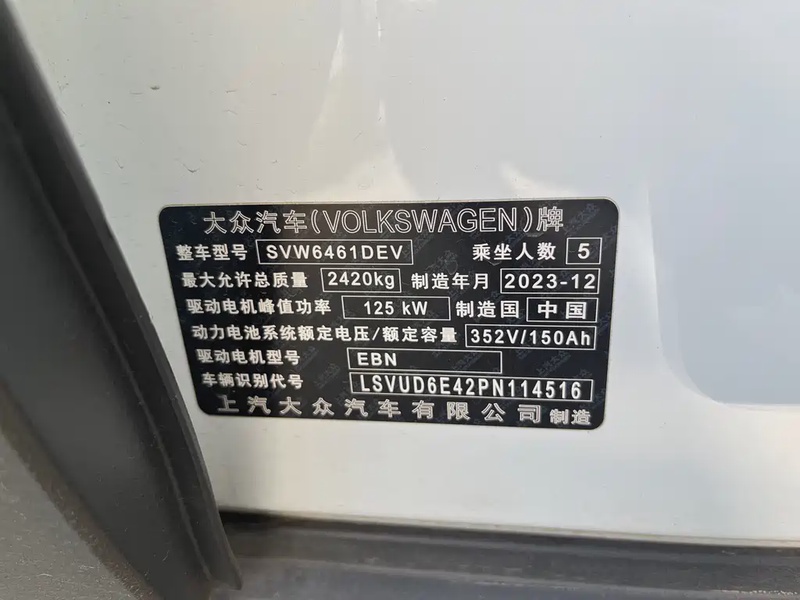 大众汽车(VOLKSWAGEN)牌
整车型号 SVW6461DEV 乘坐人数 5
最大允许总质量 2420kg 制造年月 2023-12
驱动电机峰值功率 125 kW 制造国 中国
动力电池系统额定电压/额定容量 352V/150Ah
驱动电机型号 EBN
车辆识别代号 LSVUD6E42PN114516
上汽大众汽车有限公司 制造